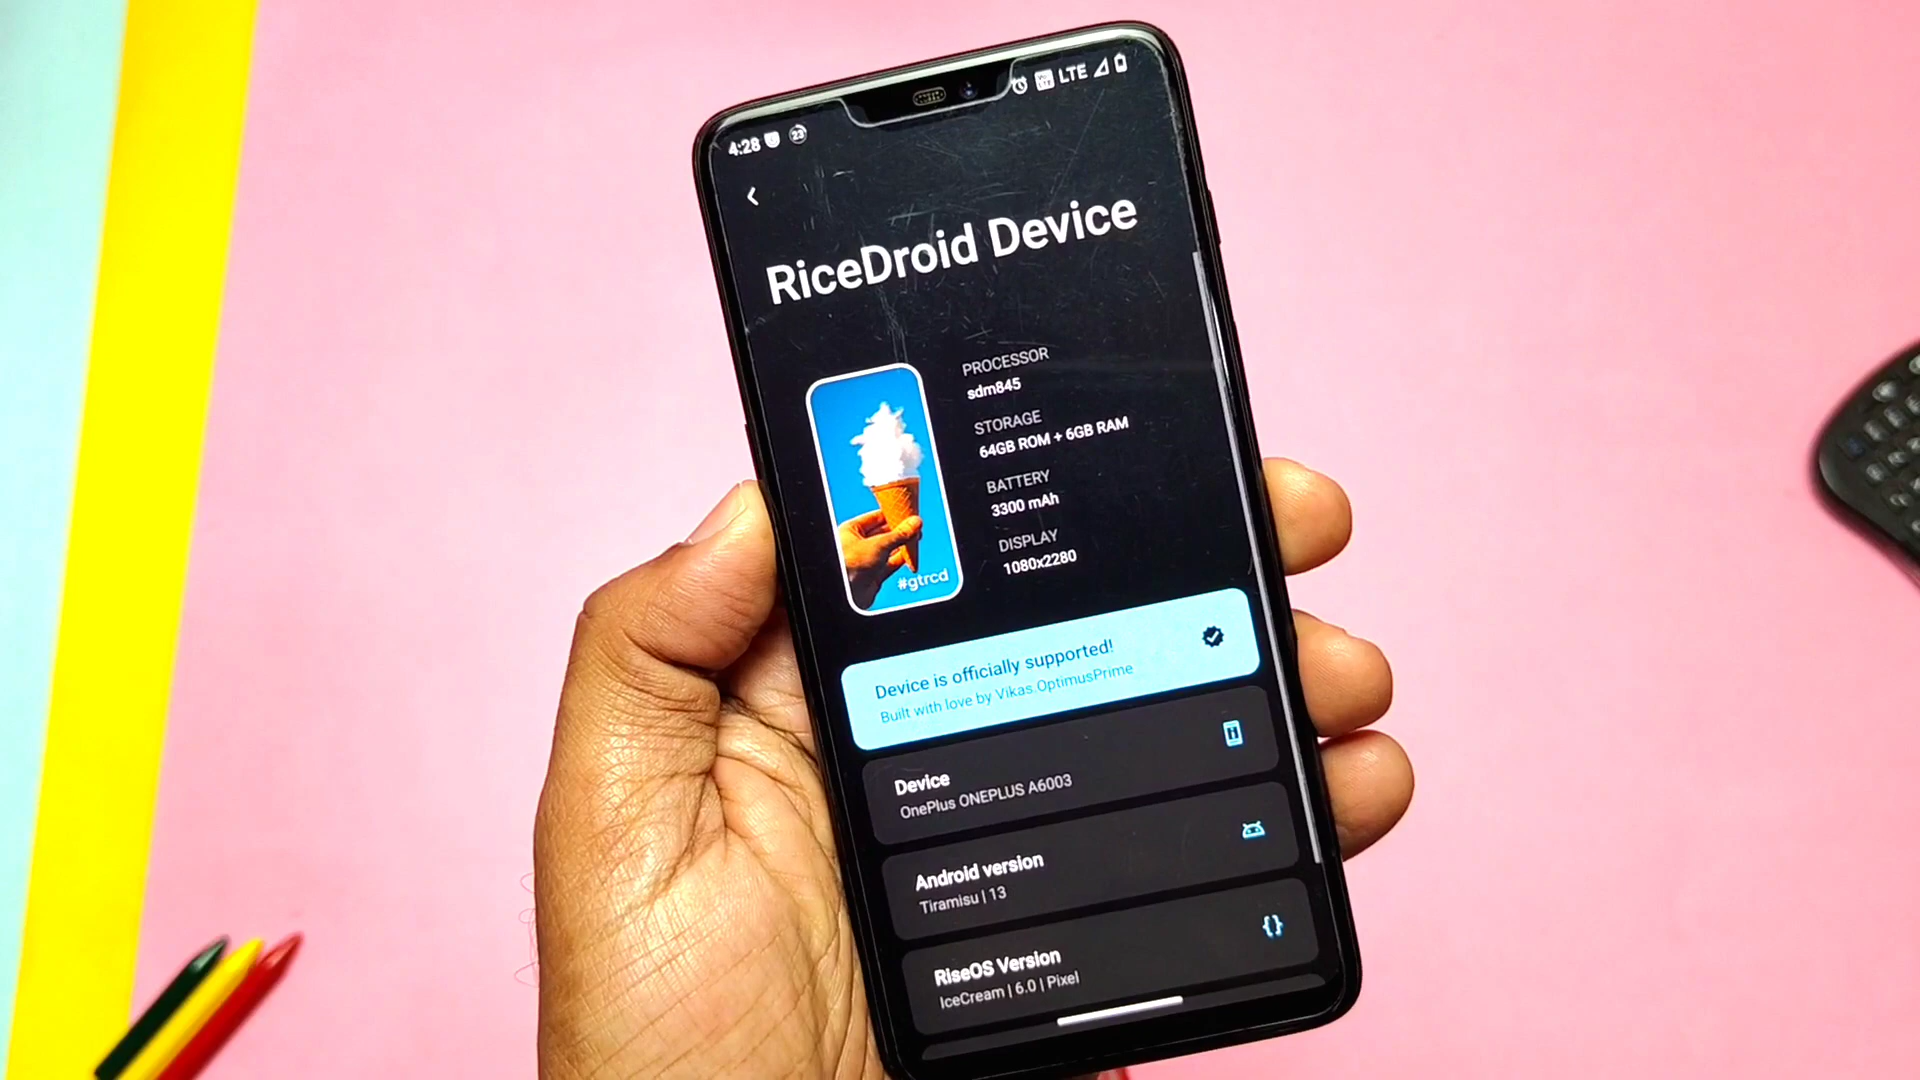 4:28 23 LTE
RiceDroid Device
PROCESSOR
sdm845
STORAGE
64GB ROM + 6GB RAM
BATTERY
3300 mAh
DISPLAY
1080x2280
#gtrcd
Device is officially supported!
Built with love by Vikas.OptimusPrime
Device
OnePlus ONEPLUS A6003
Android version
Tiramisu | 13
RiseOS Version
IceCream | 6.0 | Pixel